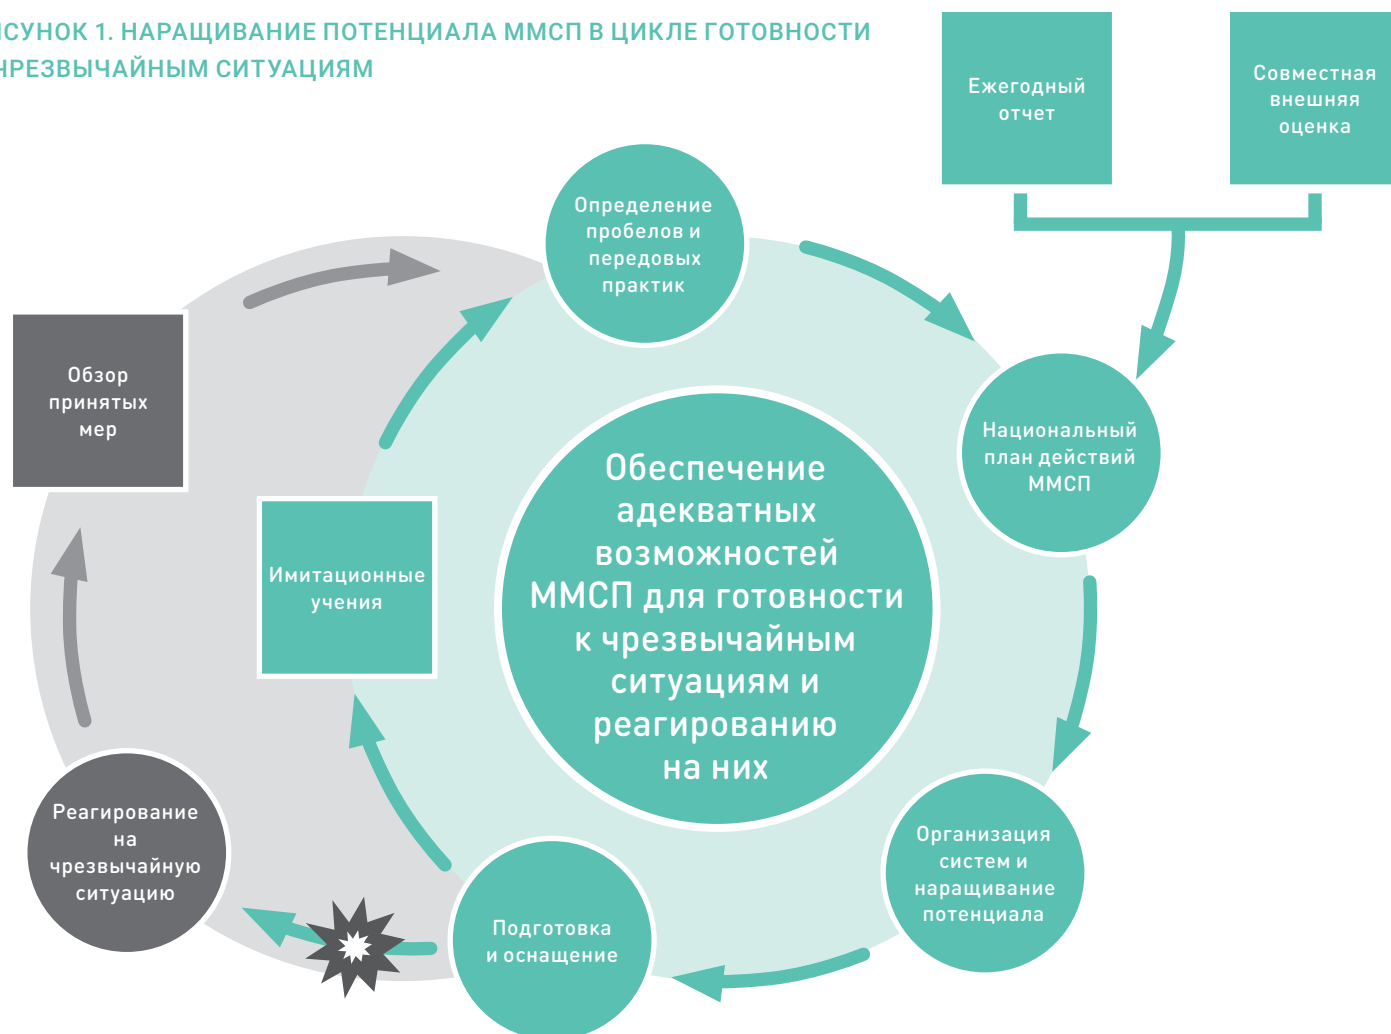 ИСУНОК 1. НАРАЩИВАНИЕ ПОТЕНЦИАЛА ММСП В ЦИКЛЕ ГОТОВНОСТИ
ЧРЕЗВЫЧАЙНЫМ СИТУАЦИЯМ
Ежегодный
отчет
Совместная
внешняя
оценка
Определение
пробелов и
передовых
практик
Обзор
принятых
мер
Национальный
план действий
ММСП
Имитационные
учения
Обеспечение
адекватных
возможностей
ММСП для готовности
к чрезвычайным
ситуациям и
реагированию
на них
Реагирование
на
чрезвычайную
ситуацию
Организация
систем и
наращивание
потенциала
Подготовка
и оснащение